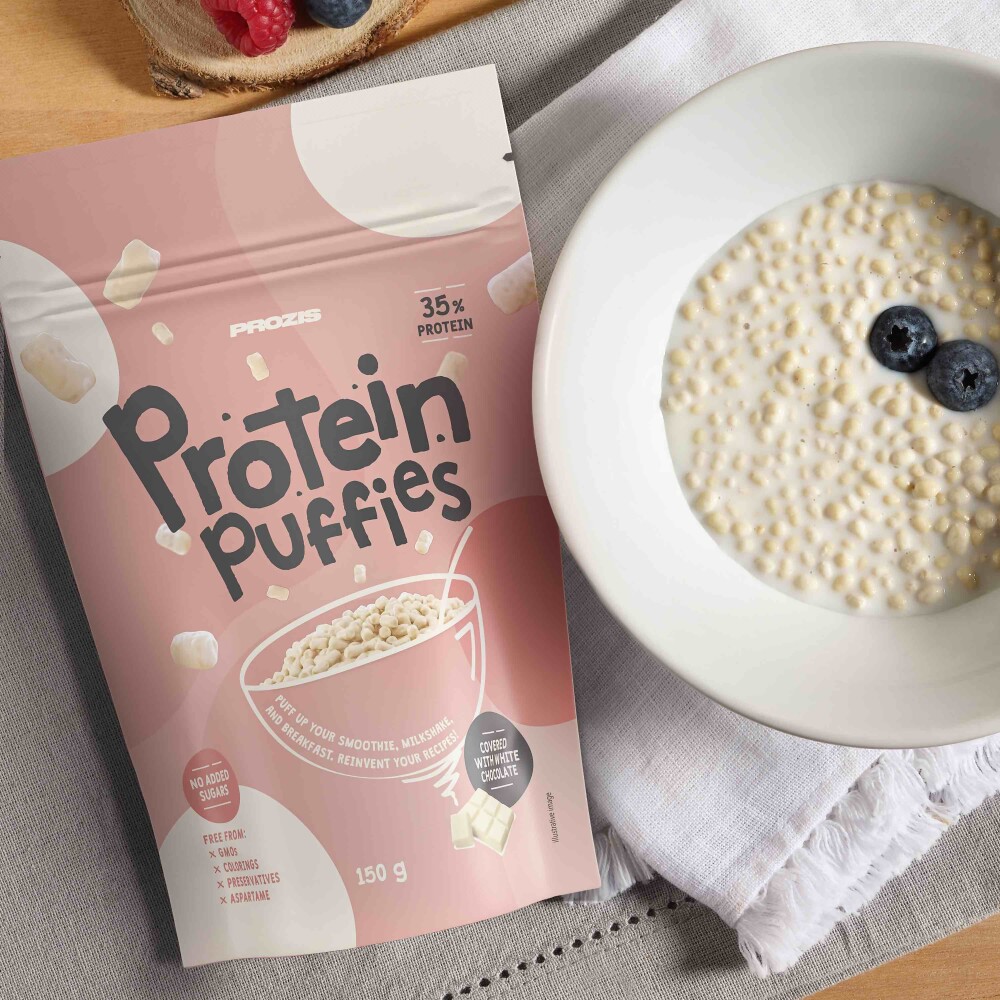 PROZIS
35%
PROTEIN
Protein
Puffies
PUFF UP YOUR SMOOTHIE, MILKSHAKE,
AND BREAKFAST. REINVENT YOUR RECIPES!
COVERED
WITH WHITE
CHOCOLATE
NO ADDED
SUGARS
FREE FROM:
× GMOs
× COLORINGS
× PRESERVATIVES
× ASPARTAME
150 g
Illustrative image